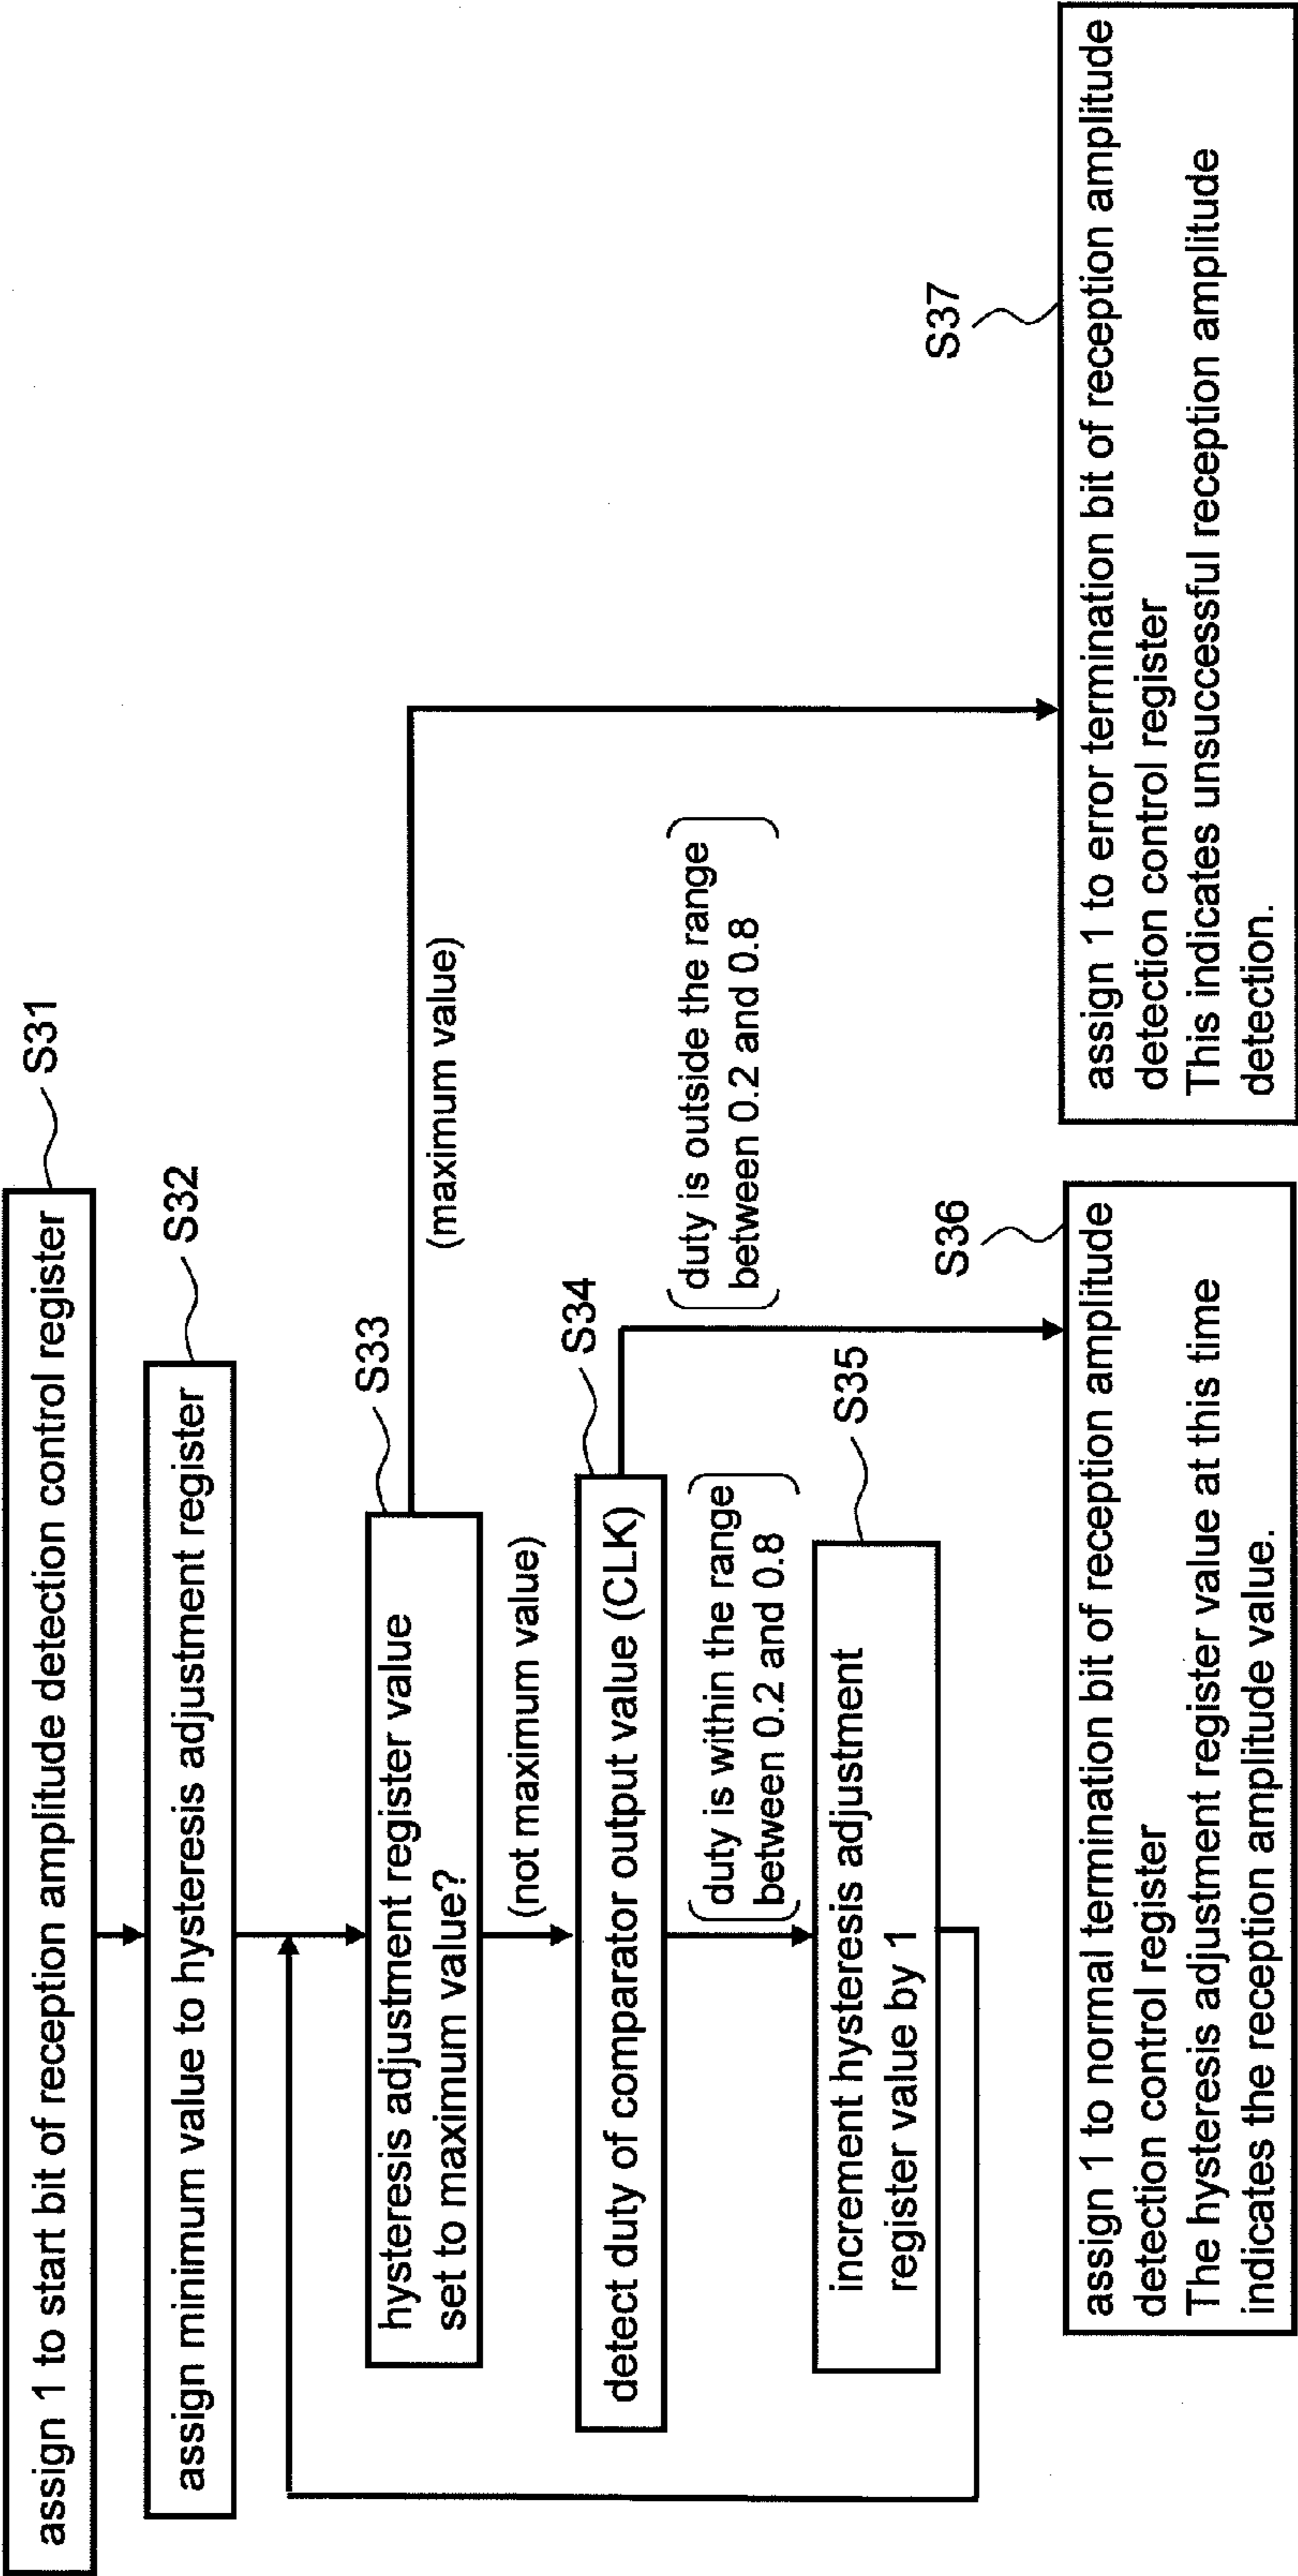 assign 1 to start bit of reception amplitude detection control register
S31
assign minimum value to hysteresis adjustment register
S32
hysteresis adjustment register value
set to maximum value?
S33
(maximum value)
(not maximum value)
detect duty of comparator output value (CLK)
S34
duty is outside the range
between 0.2 and 0.8
duty is within the range
between 0.2 and 0.8
increment hysteresis adjustment
register value by 1
S35
assign 1 to normal termination bit of reception amplitude
detection control register
The hysteresis adjustment register value at this time
indicates the reception amplitude value.
S36
assign 1 to error termination bit of reception amplitude
detection control register
This indicates unsuccessful reception amplitude
detection.
S37